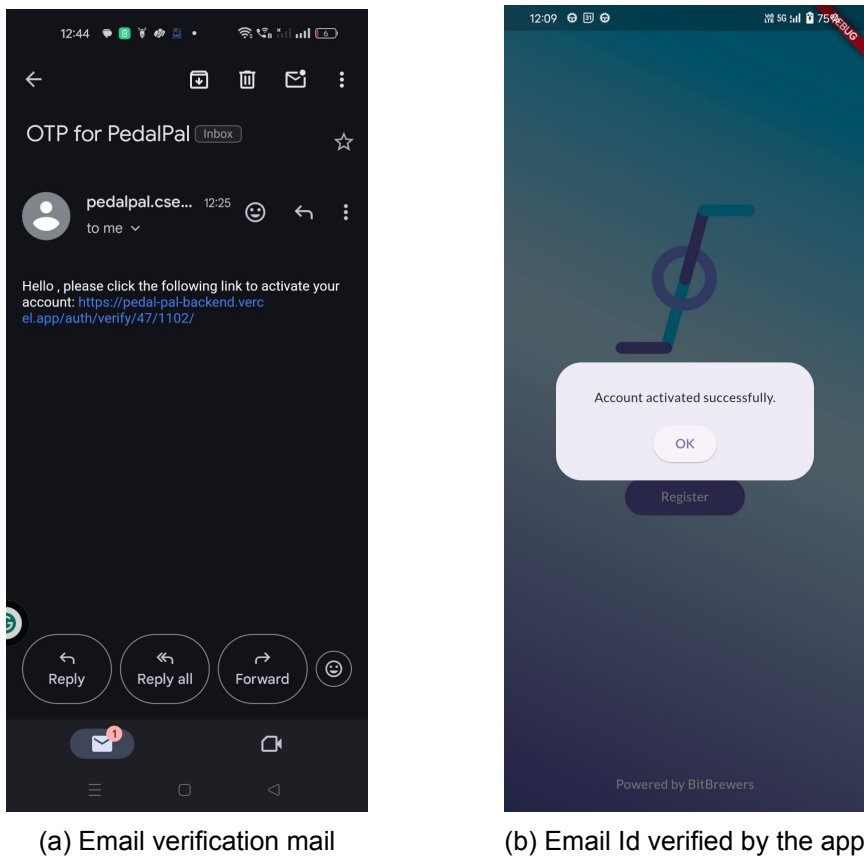 12:44
6
OTP for PedalPal Inbox
pedalpal.cse... 12:25
to me
Hello , please click the following link to activate your
account: https://pedal-pal-backend.verc
el.app/auth/verify/47/1102/
Reply
Reply all
Forward
1
(a) Email verification mail
12:09 31 5G 75%
DEBUG
Account activated successfully.
OK
Register
Powered by BitBrewers
(b) Email Id verified by the app